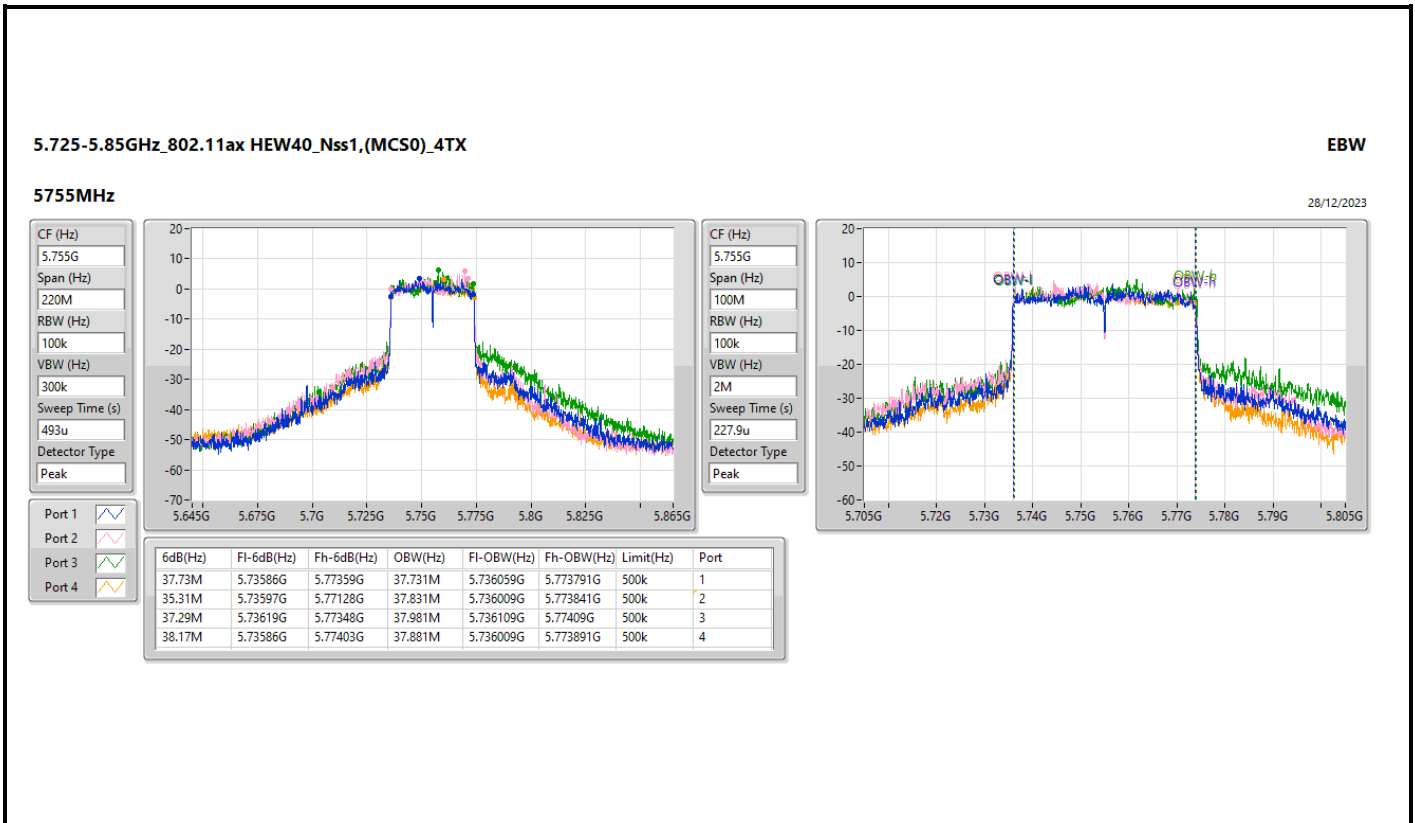 5.725-5.85GHz_802.11ax HEW40_Nss1,(MCS0)_4TX
EBW
5755MHz
28/12/2023
CF (Hz)
5.755G
Span (Hz)
220M
RBW (Hz)
100k
VBW (Hz)
300k
Sweep Time (s)
493u
Detector Type
Peak
20
10
0
-10
-20
-30
-40
-50
-60
-70
5.645G 5.675G 5.7G 5.725G 5.75G 5.775G 5.8G 5.825G 5.865G
CF (Hz)
5.755G
Span (Hz)
100M
RBW (Hz)
100k
VBW (Hz)
2M
Sweep Time (s)
227.9u
Detector Type
Peak
20
10
0
-10
-20
-30
-40
-50
-60
OBW-l
OBW-h
OBW-h
5.705G 5.72G 5.73G 5.74G 5.75G 5.76G 5.77G 5.78G 5.79G 5.805G
Port 1
Port 2
Port 3
Port 4
6dB(Hz) Fl-6dB(Hz) Fh-6dB(Hz) OBW(Hz) Fl-OBW(Hz) Fh-OBW(Hz) Limit(Hz) Port
37.73M 5.73586G 5.77359G 37.731M 5.736059G 5.773791G 500k 1
35.31M 5.73597G 5.77128G 37.831M 5.736009G 5.773841G 500k 2
37.29M 5.73619G 5.77348G 37.981M 5.736109G 5.77409G 500k 3
38.17M 5.73586G 5.77403G 37.881M 5.736009G 5.773891G 500k 4